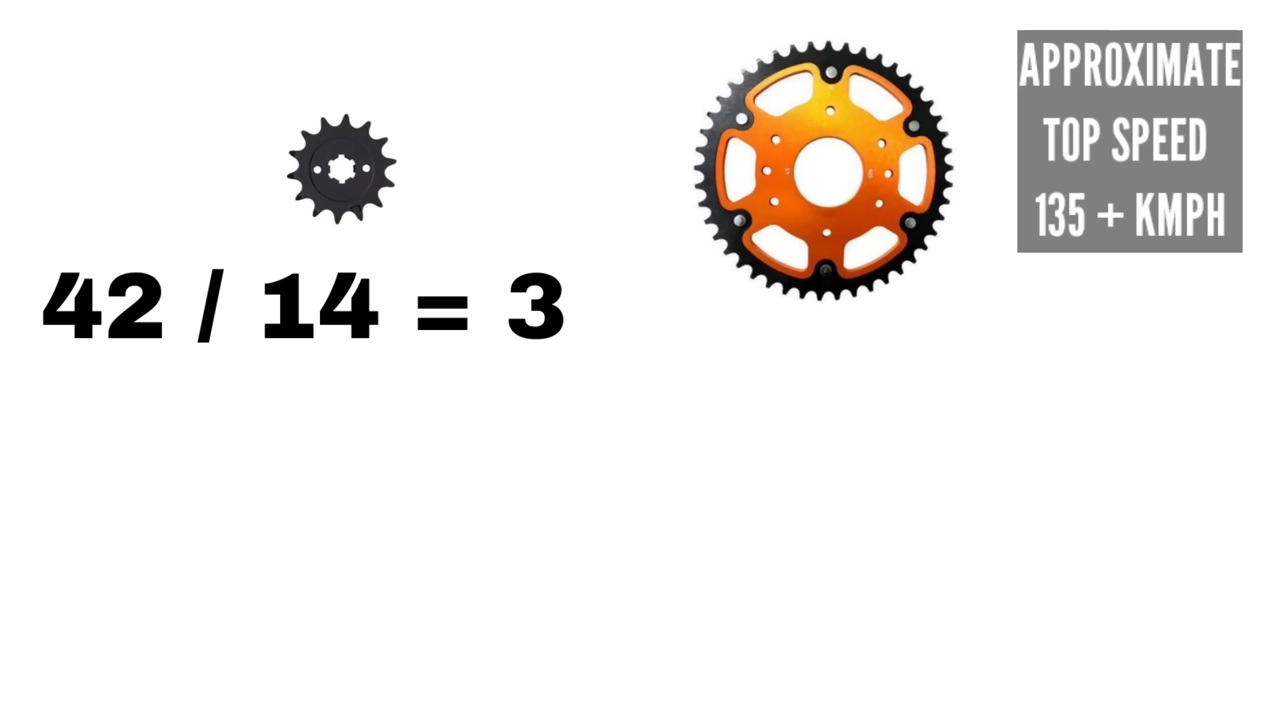 42 / 14 = 3
APPROXIMATE
TOP SPEED
135 + KMPH